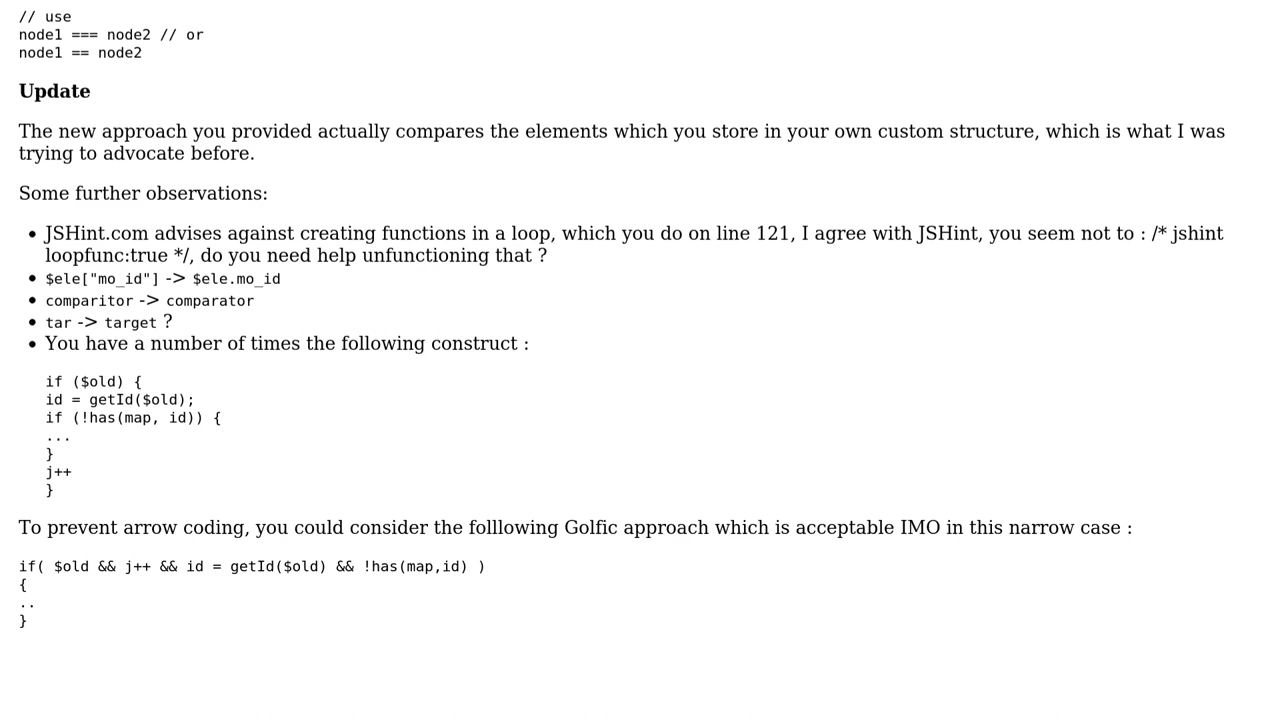 // use
node1 === node2 // or
node1 == node2
Update
The new approach you provided actually compares the elements which you store in your own custom structure, which is what I was
trying to advocate before.
Some further observations:
• JSHint.com advises against creating functions in a loop, which you do on line 121, I agree with JSHint, you seem not to : /* jshint
loopfunc:true */, do you need help unfunctioning that ?
• $ele["mo_id"] -> $ele.mo_id
• comparitor -> comparator
• tar -> target ?
• You have a number of times the following construct :
if ($old) {
id = getId($old);
if (!has(map, id)) {
...
}
j++
}
To prevent arrow coding, you could consider the folllowing Golfic approach which is acceptable IMO in this narrow case :
if( $old && j++ && id = getId($old) && !has(map,id) )
{
..
}